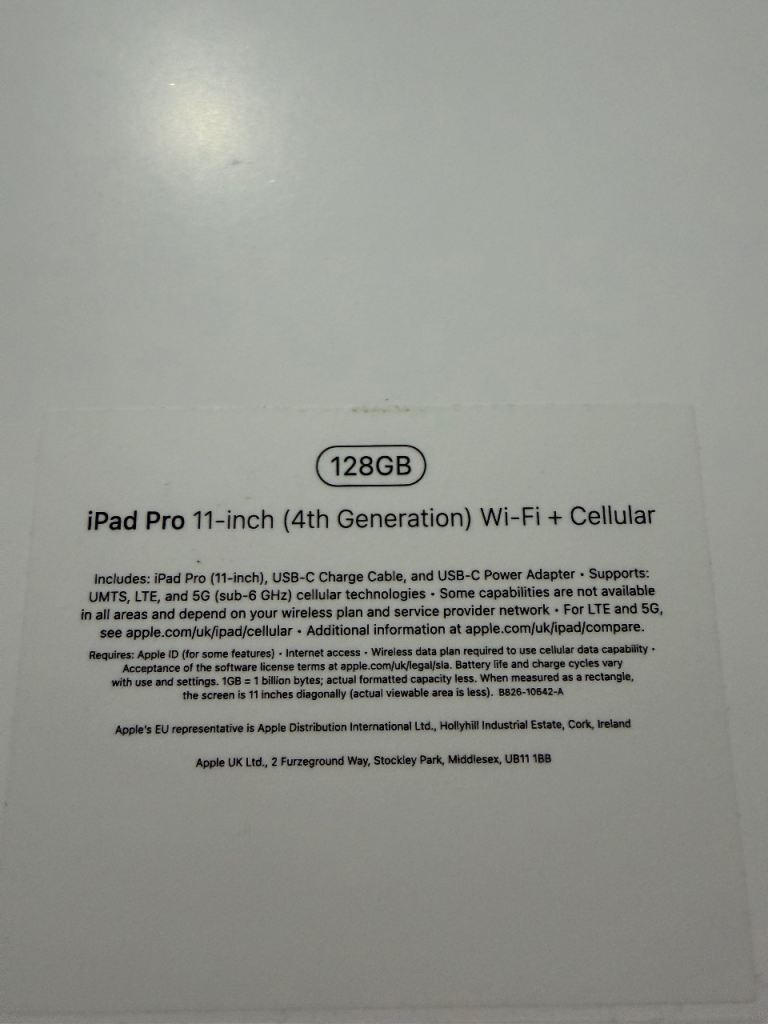 128GB
iPad Pro 11-inch (4th Generation) Wi-Fi + Cellular
Includes: iPad Pro (11-inch), USB-C Charge Cable, and USB-C Power Adapter • Supports:
UMTS, LTE, and 5G (sub-6 GHz) cellular technologies • Some capabilities are not available
in all areas and depend on your wireless plan and service provider network • For LTE and 5G,
see apple.com/uk/ipad/cellular • Additional information at apple.com/uk/ipad/compare.
Requires: Apple ID (for some features) • Internet access • Wireless data plan required to use cellular data capability •
Acceptance of the software license terms at apple.com/uk/legal/sla. Battery life and charge cycles vary
with use and settings. 1GB = 1 billion bytes; actual formatted capacity less. When measured as a rectangle,
the screen is 11 inches diagonally (actual viewable area is less). B826-10642-A
Apple's EU representative is Apple Distribution International Ltd., Hollyhill Industrial Estate, Cork, Ireland
Apple UK Ltd., 2 Furzeground Way, Stockley Park, Middlesex, UB11 1BB